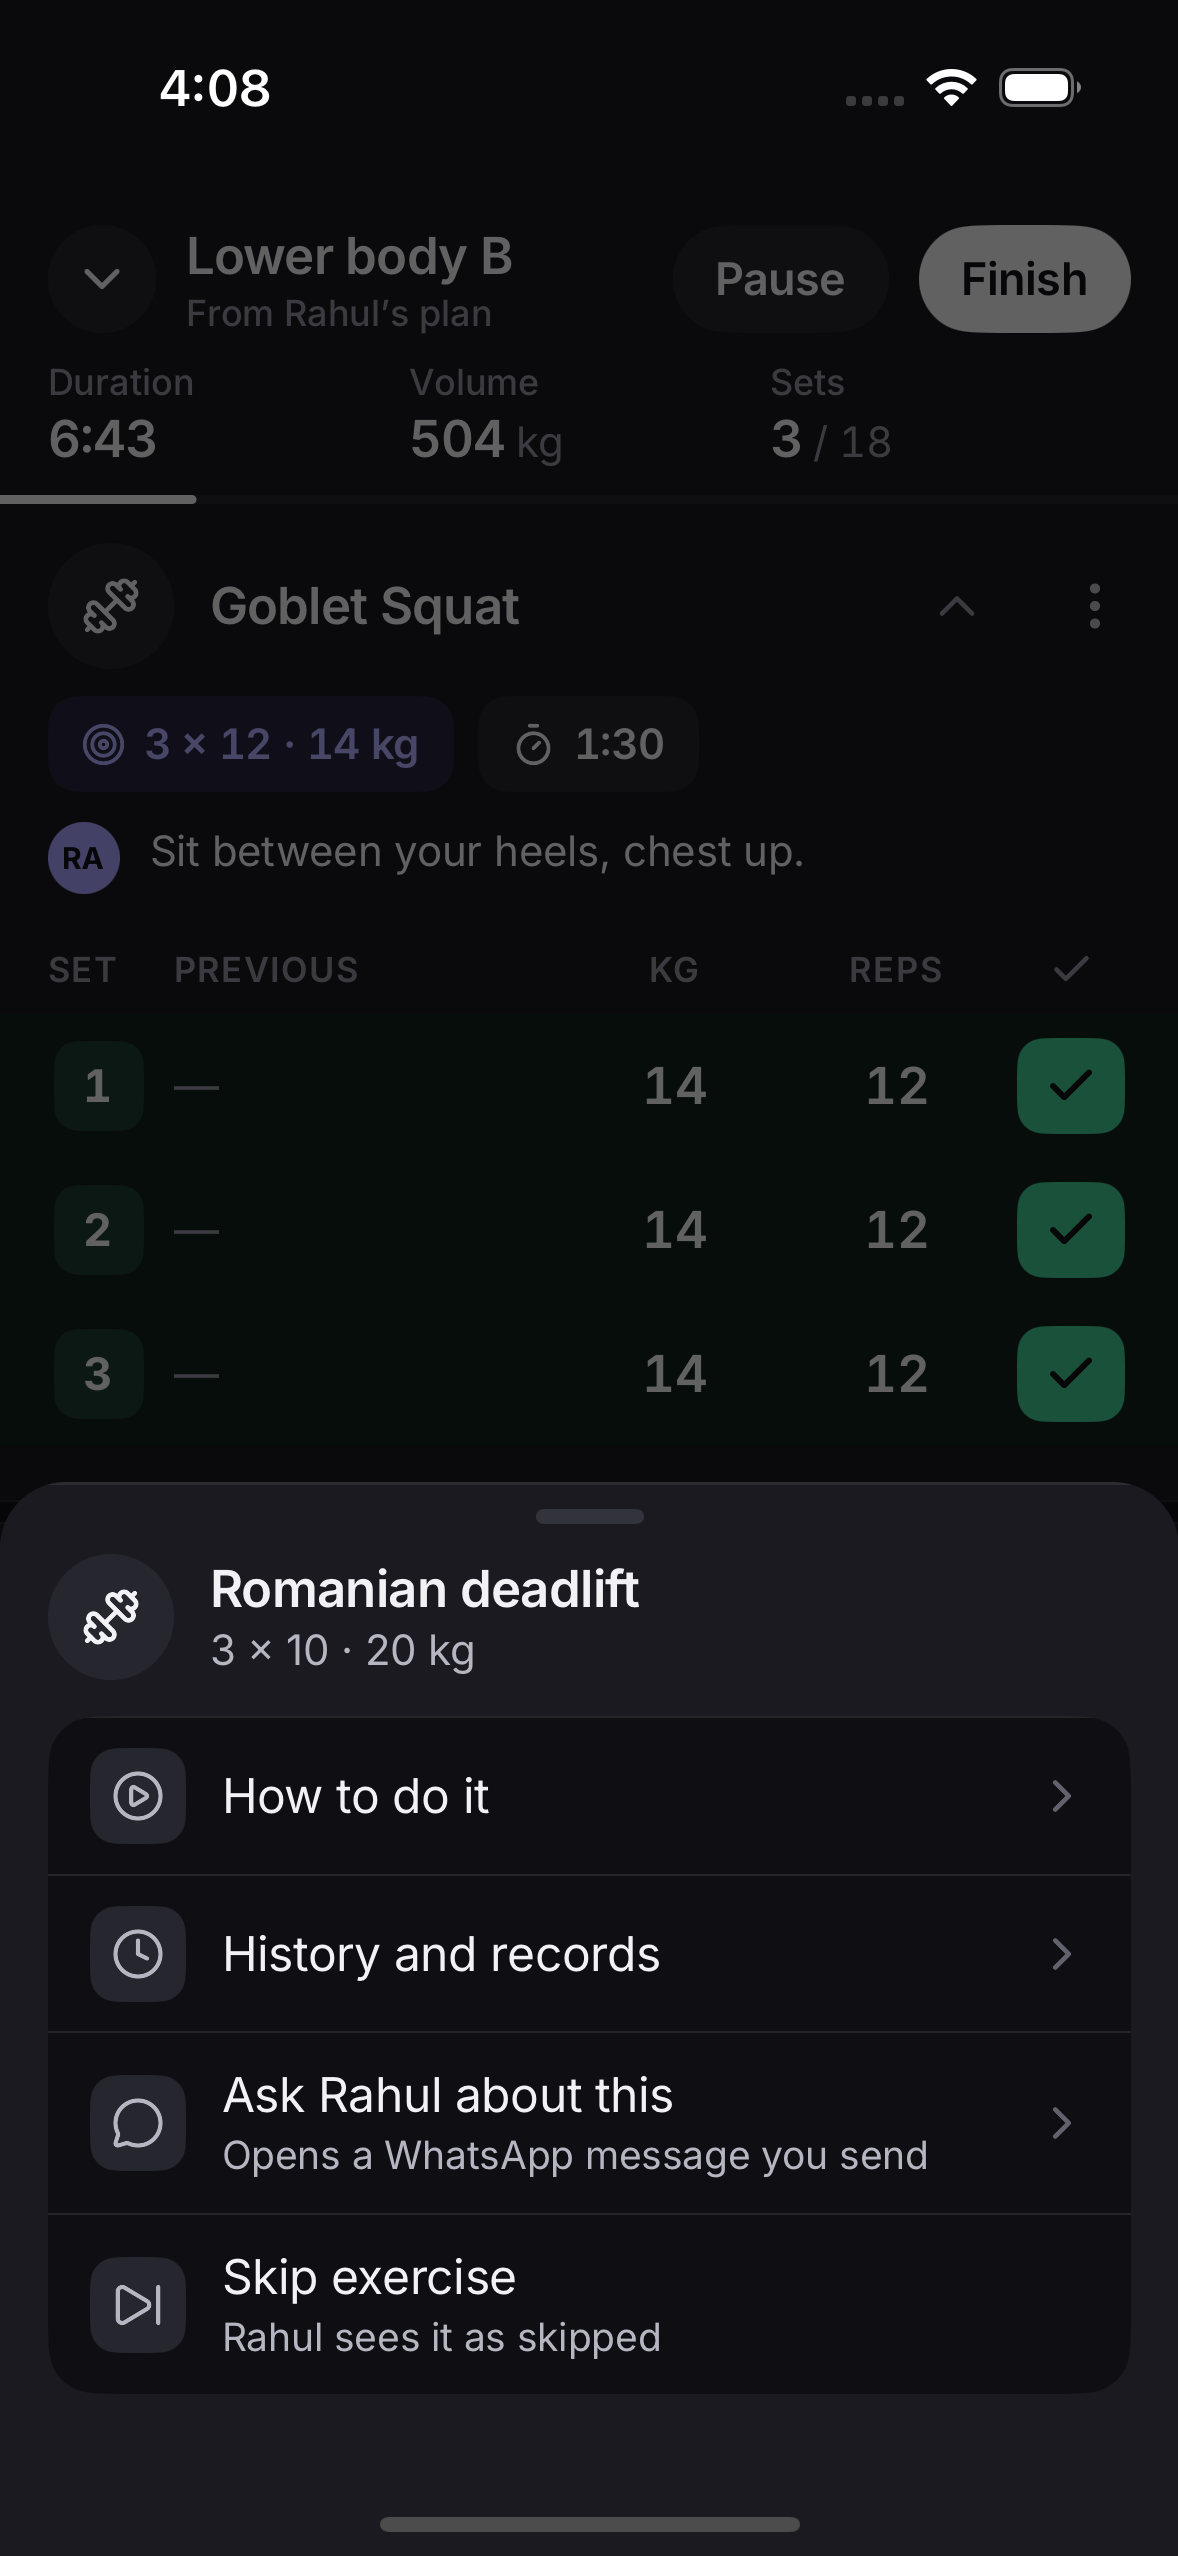 4:08
Lower body B
From Rahul’s plan
Pause
Finish
Duration
Volume
Sets
6:43
504 kg
3 / 18
Goblet Squat
3 × 12 · 14 kg
1:30
RA
Sit between your heels, chest up.
SET PREVIOUS KG REPS
1 — 14 12
2 — 14 12
3 — 14 12
Romanian deadlift
3 × 10 · 20 kg
How to do it
History and records
Ask Rahul about this
Opens a WhatsApp message you send
Skip exercise
Rahul sees it as skipped